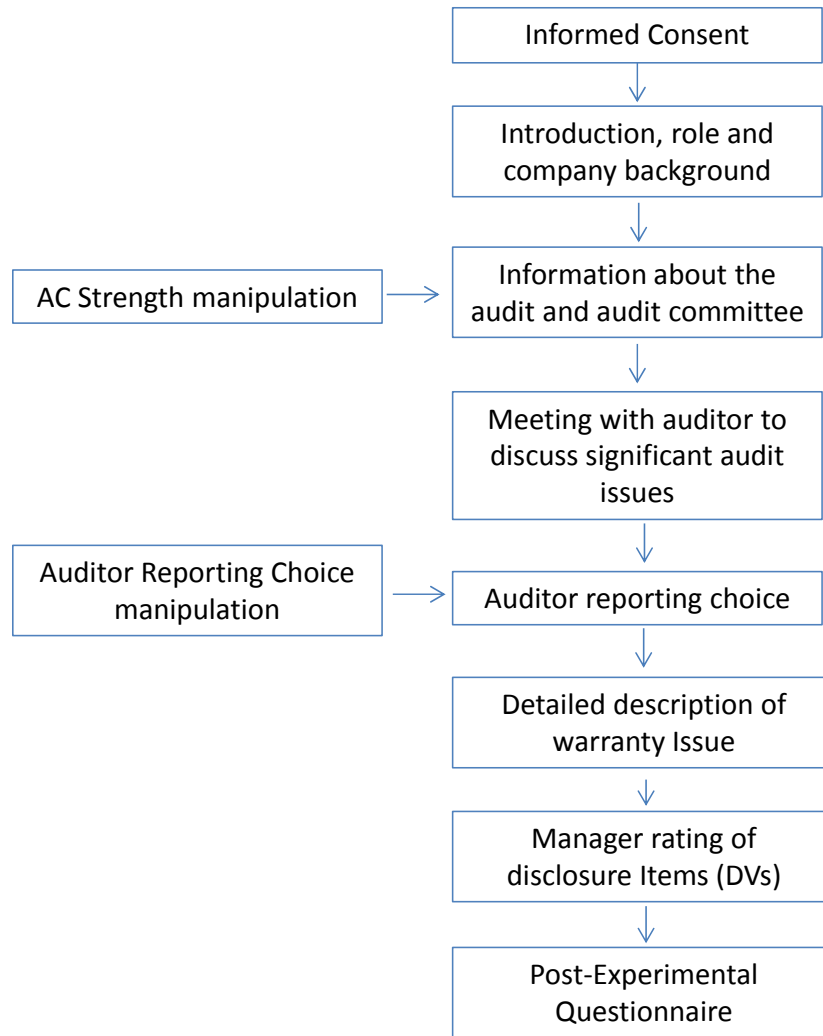 Informed Consent
Introduction, role and
company background
AC Strength manipulation
Information about the
audit and audit committee
Meeting with auditor to
discuss significant audit
issues
Auditor Reporting Choice
manipulation
Auditor reporting choice
Detailed description of
warranty Issue
Manager rating of
disclosure Items (DVs)
Post-Experimental
Questionnaire